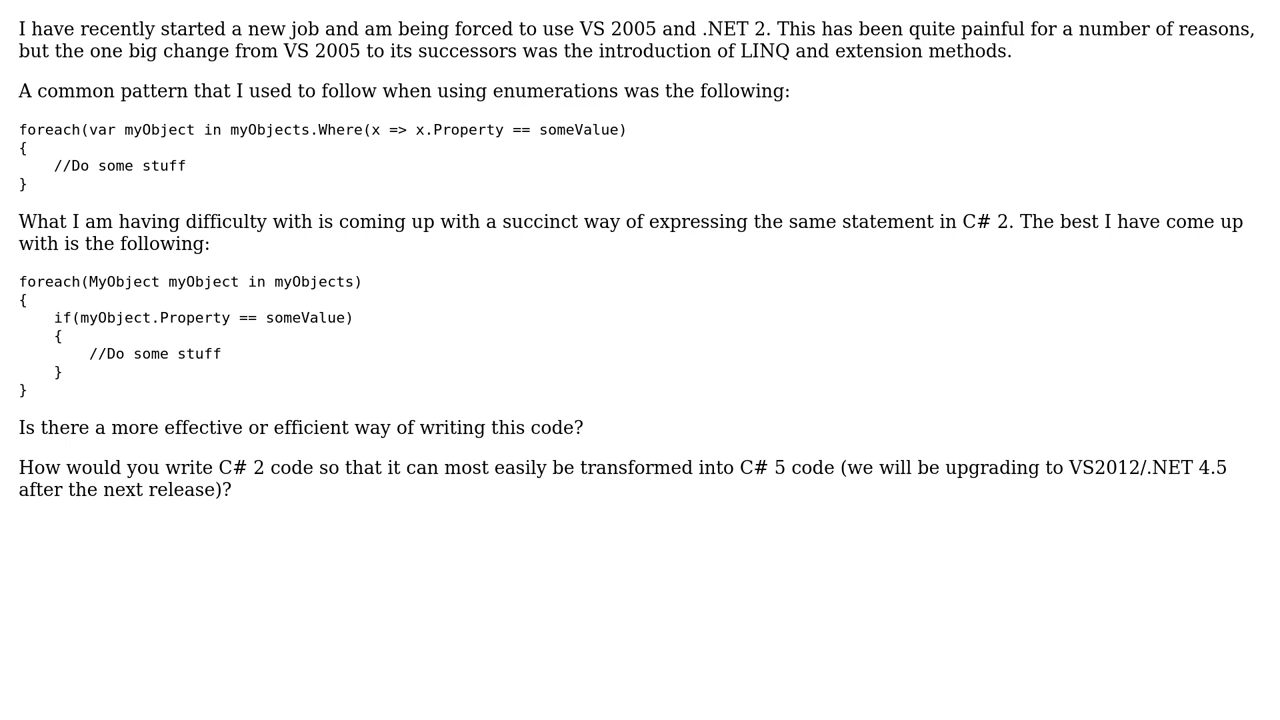 I have recently started a new job and am being forced to use VS 2005 and .NET 2. This has been quite painful for a number of reasons,
but the one big change from VS 2005 to its successors was the introduction of LINQ and extension methods.
A common pattern that I used to follow when using enumerations was the following:
foreach(var myObject in myObjects.Where(x => x.Property == someValue)
{
    //Do some stuff
}
What I am having difficulty with is coming up with a succinct way of expressing the same statement in C# 2. The best I have come up
with is the following:
foreach(MyObject myObject in myObjects)
{
    if(myObject.Property == someValue)
    {
        //Do some stuff
    }
}
Is there a more effective or efficient way of writing this code?
How would you write C# 2 code so that it can most easily be transformed into C# 5 code (we will be upgrading to VS2012/.NET 4.5
after the next release)?